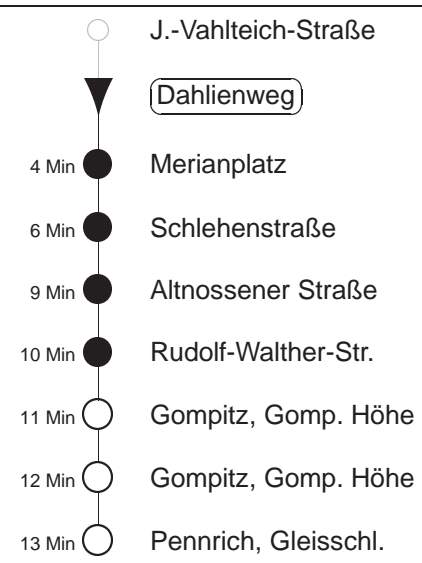 J.-Vahlteich-Straße
Dahlienweg
4 Min Merianplatz
6 Min Schlehenstraße
9 Min Altnossener Straße
10 Min Rudolf-Walther-Str.
11 Min Gompitz, Gomp. Höhe
12 Min Gompitz, Gomp. Höhe
13 Min Pennrich, Gleisschl.